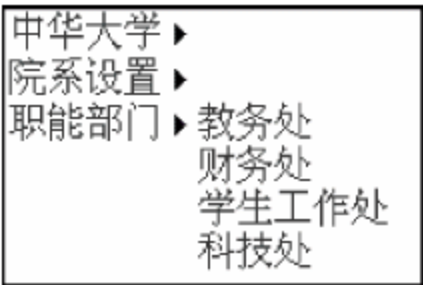 中华大学▶
院系设置▶
职能部门▶教务处
财务处
学生工作处
科技处